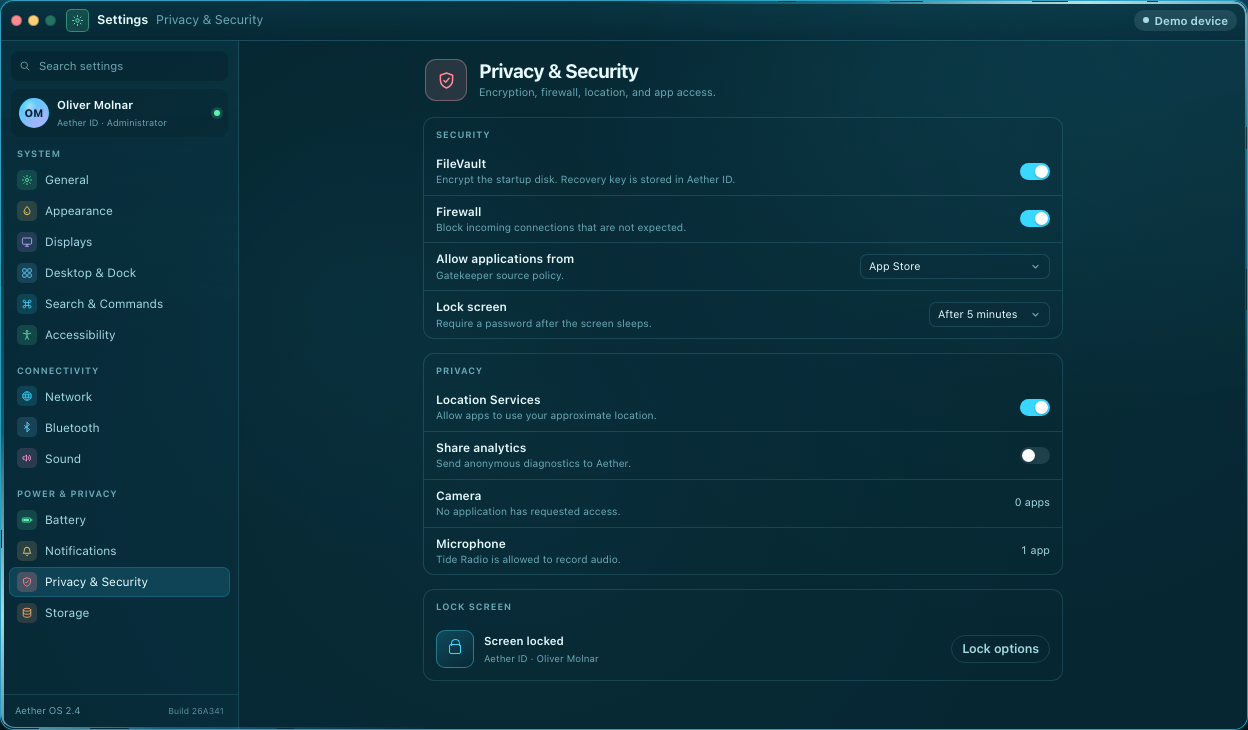 Settings Privacy & Security
Demo device
Search settings
OM
Oliver Molnar
Aether ID · Administrator
SYSTEM
General
Appearance
Displays
Desktop & Dock
Search & Commands
Accessibility
CONNECTIVITY
Network
Bluetooth
Sound
POWER & PRIVACY
Battery
Notifications
Privacy & Security
Storage
Aether OS 2.4
Build 26A341
Privacy & Security
Encryption, firewall, location, and app access.
SECURITY
FileVault
Encrypt the startup disk. Recovery key is stored in Aether ID.
Firewall
Block incoming connections that are not expected.
Allow applications from
Gatekeeper source policy.
App Store
Lock screen
Require a password after the screen sleeps.
After 5 minutes
PRIVACY
Location Services
Allow apps to use your approximate location.
Share analytics
Send anonymous diagnostics to Aether.
Camera
No application has requested access.
0 apps
Microphone
Tide Radio is allowed to record audio.
1 app
LOCK SCREEN
Screen locked
Aether ID · Oliver Molnar
Lock options